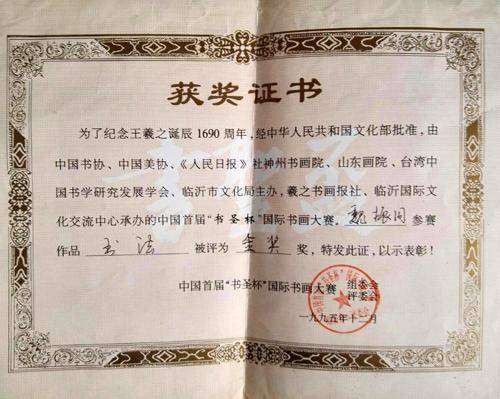 获奖证书
为了纪念王羲之诞辰1690周年，经中华人民共和国文化部批准，由
中国书协、中国美协、《人民日报》社神州书画院、山东画院、台湾中
国书学研究发展学会、临沂市文化局主办，羲之书画报社、临沂国际文
化交流中心承办的中国首届“书圣杯”国际书画大赛。魏振国参赛
作品 书法 被评为 金奖 奖，特发此证，以示表彰！
中国首届“书圣杯”国际书画大赛 组委会
评委会
一九九五年十二月